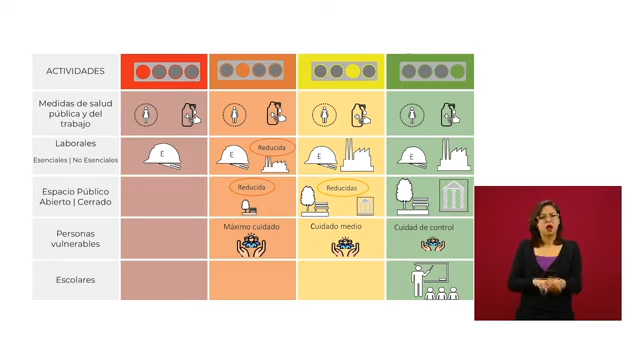 ACTIVIDADES
Medidas de salud
pública y del
trabajo
Laborales
Esenciales | No Esenciales
E
E
Reducida
E
E
Espacio Público
Abierto | Cerrado
Reducida
Reducidas
Personas
vulnerables
Máximo cuidado
Cuidado medio
Cuidad de control
Escolares